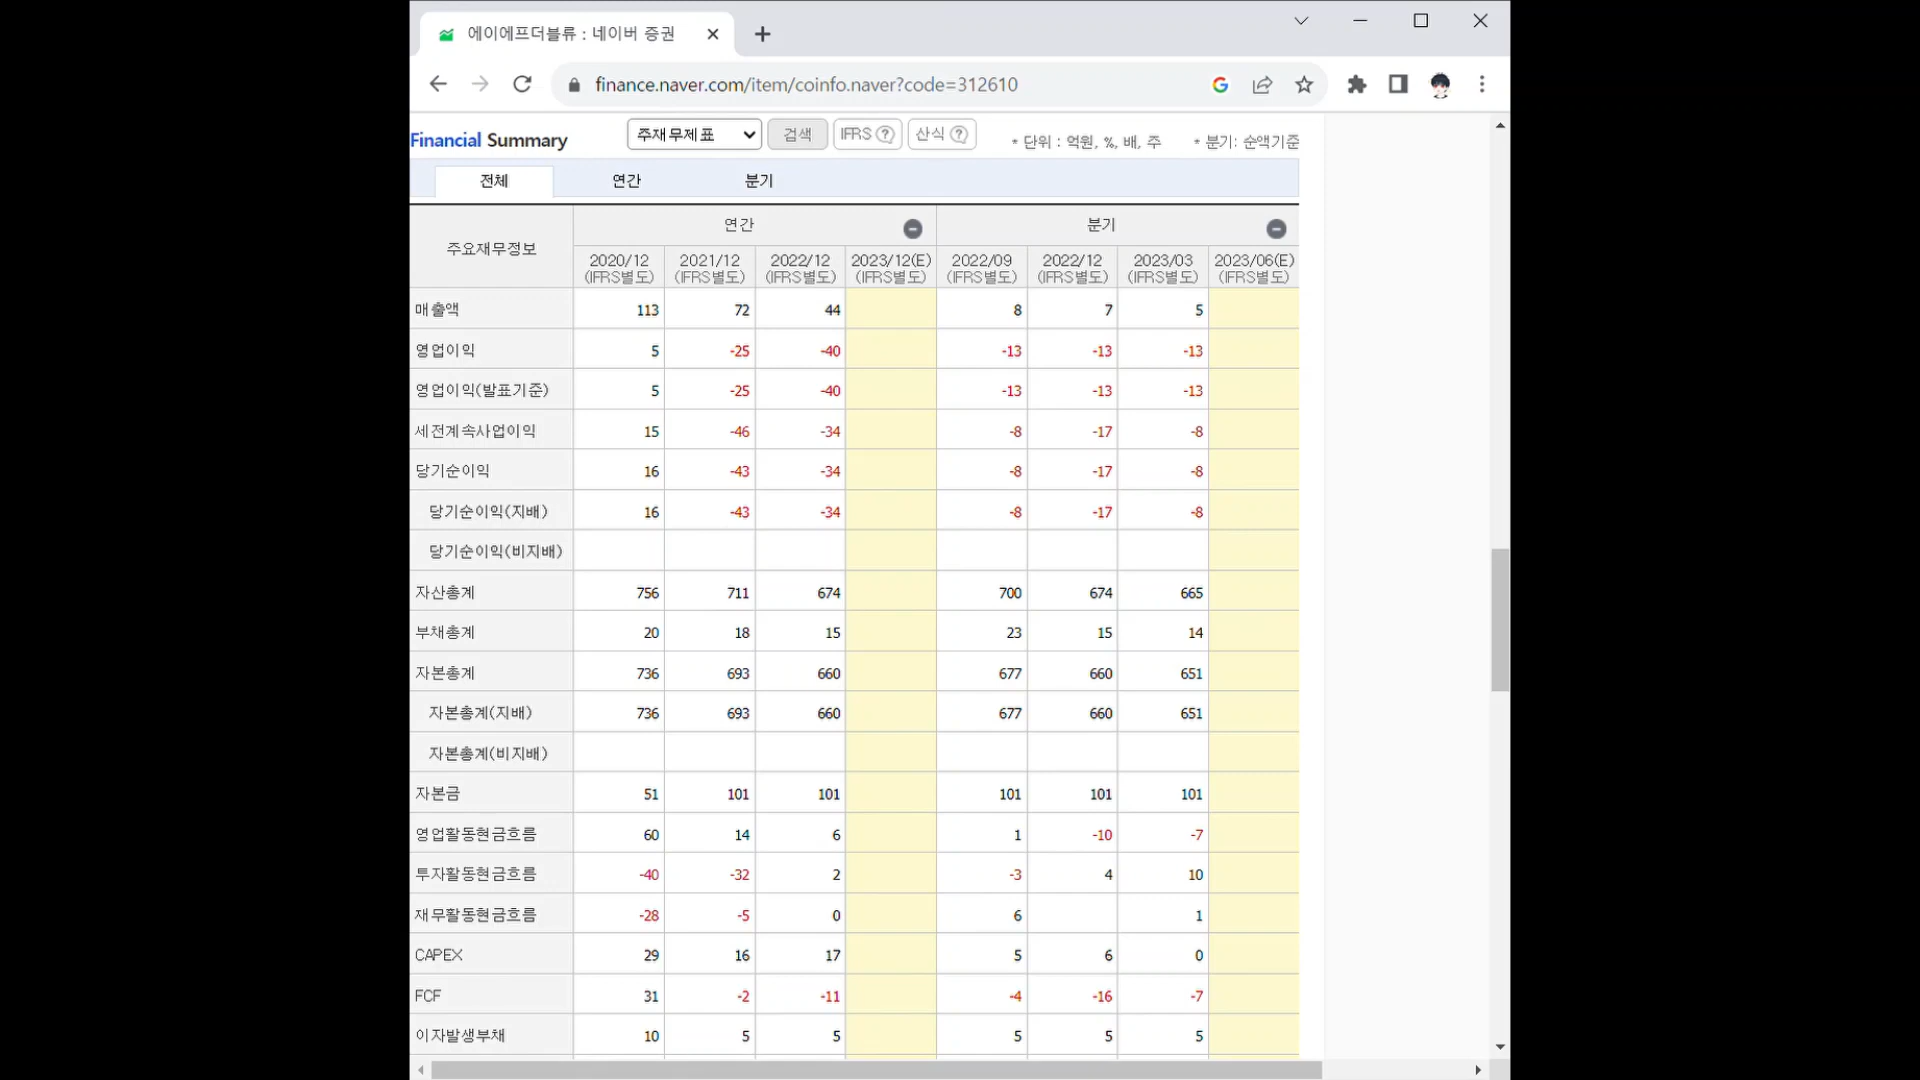 에이에프더블류 : 네이버 증권
finance.naver.com/item/coinfo.naver?code=312610
Financial Summary 주재무제표 검색 IFRS ? 산식 ? * 단위 : 억원, %, 배, 주 * 분기: 순액기준
전체 연간 분기
주요재무정보 연간 분기
2020/12 2021/12 2022/12 2023/12(E) 2022/09 2022/12 2023/03 2023/06(E)
(IFRS별도) (IFRS별도) (IFRS별도) (IFRS별도) (IFRS별도) (IFRS별도) (IFRS별도) (IFRS별도)
매출액 113 72 44 8 7 5
영업이익 5 -25 -40 -13 -13 -13
영업이익(발표기준) 5 -25 -40 -13 -13 -13
세전계속사업이익 15 -46 -34 -8 -17 -8
당기순이익 16 -43 -34 -8 -17 -8
당기순이익(지배) 16 -43 -34 -8 -17 -8
당기순이익(비지배)
자산총계 756 711 674 700 674 665
부채총계 20 18 15 23 15 14
자본총계 736 693 660 677 660 651
자본총계(지배) 736 693 660 677 660 651
자본총계(비지배)
자본금 51 101 101 101 101 101
영업활동현금흐름 60 14 6 1 -10 -7
투자활동현금흐름 -40 -32 2 -3 4 10
재무활동현금흐름 -28 -5 0 6 1
CAPEX 29 16 17 5 6 0
FCF 31 -2 -11 -4 -16 -7
이자발생부채 10 5 5 5 5 5